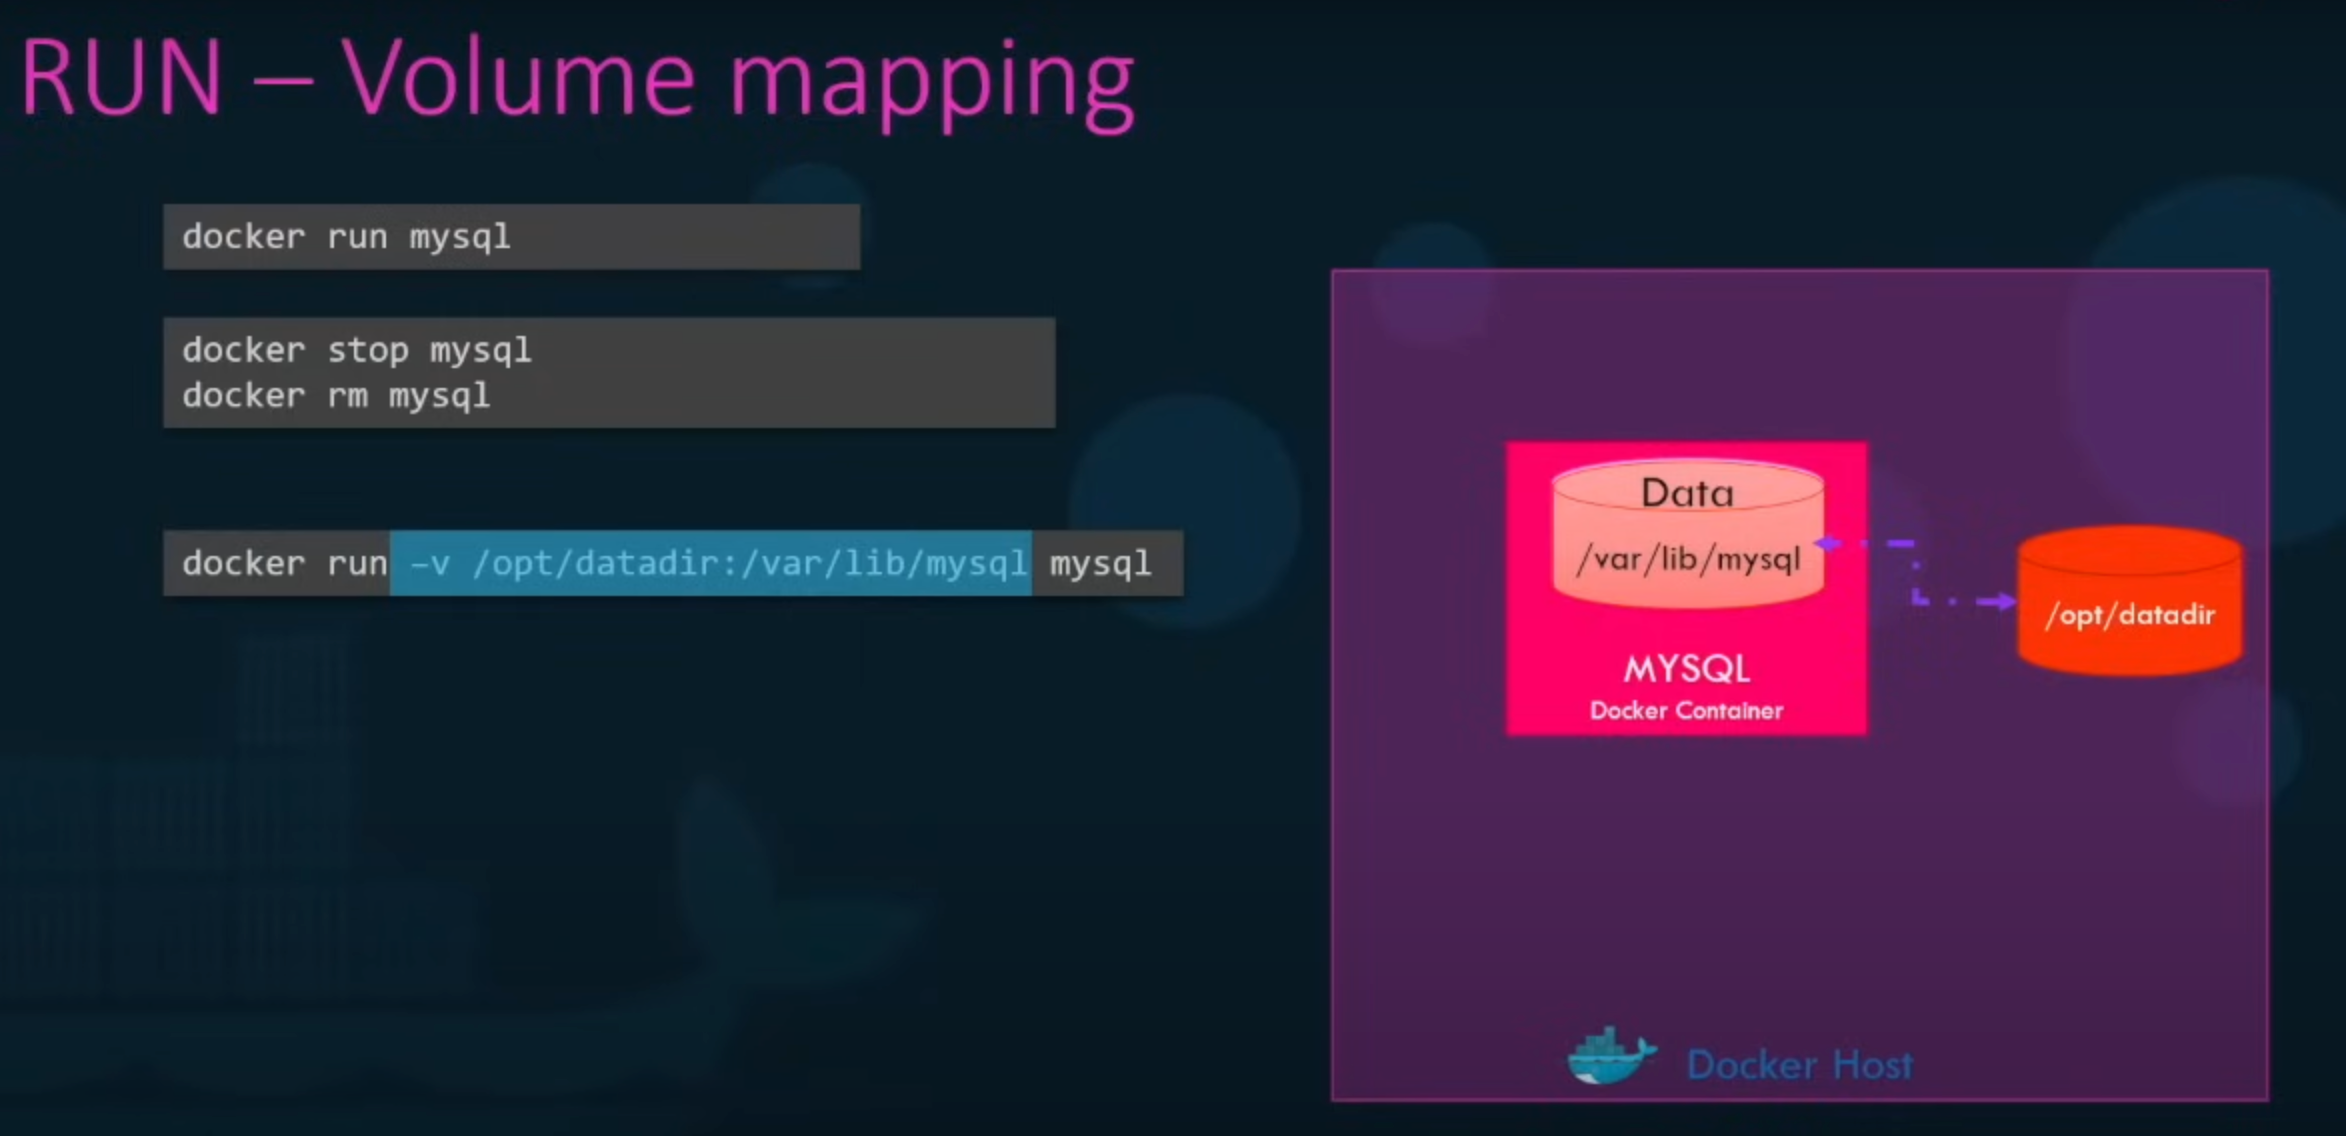 RUN – Volume mapping
docker run mysql
docker stop mysql
docker rm mysql
docker run –v /opt/datadir:/var/lib/mysql mysql
Data
/var/lib/mysql
MYSQL
Docker Container
/opt/datadir
Docker Host